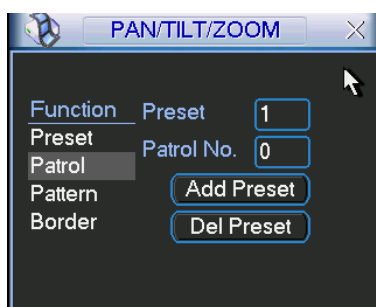 PAN/TILT/ZOOM
Function
Preset
Patrol
Pattern
Border
Preset 1
Patrol No. 0
Add Preset
Del Preset